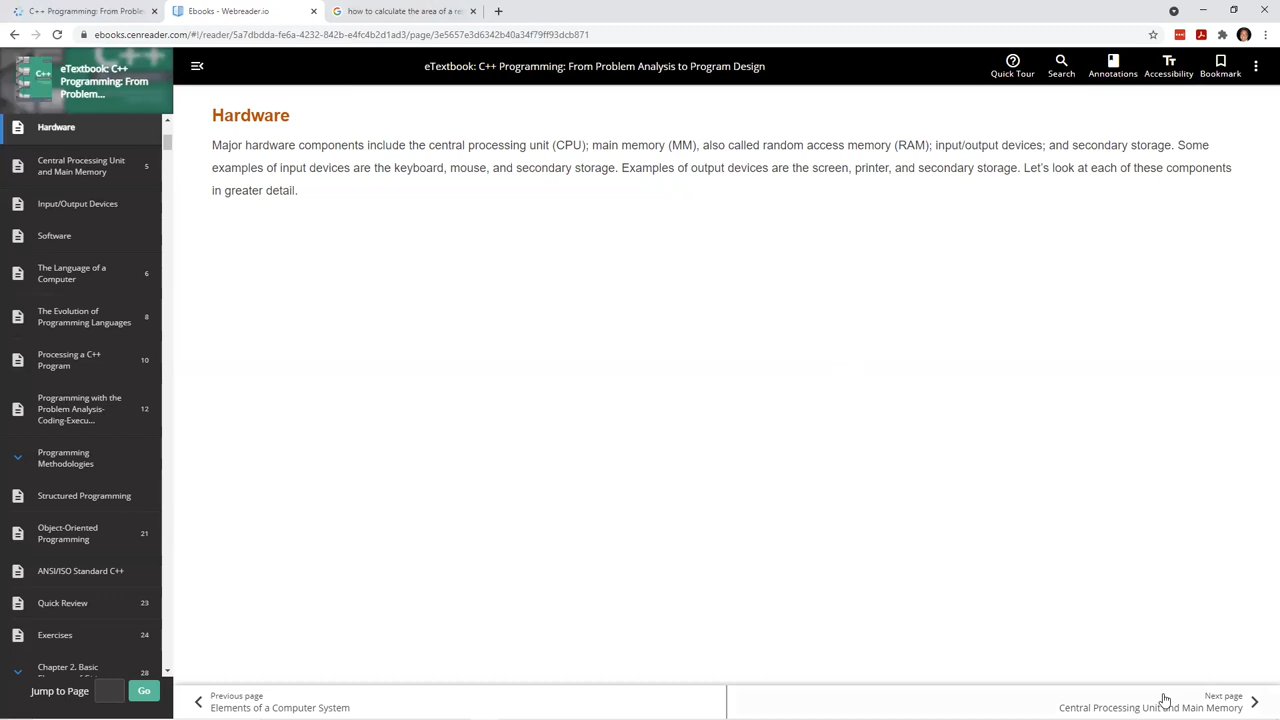 C++ Programming: From Problem
Ebooks - Webreader.io
how to calculate the area of a re
ebooks.cenreader.com/#!/reader/5a7dbdda-fe6a-4232-842b-e4fc4b2d1ad3/page/3e5657e3d6342b40a34f79ff93dcb871
C++
eTextbook: C++
Programming: From
Problem...
eTextbook: C++ Programming: From Problem Analysis to Program Design
Quick Tour
Search
Annotations
Accessibility
Bookmark
Hardware
Central Processing Unit
and Main Memory
5
Input/Output Devices
Software
The Language of a
Computer
6
The Evolution of
Programming Languages
8
Processing a C++
Program
10
Programming with the
Problem Analysis-
Coding-Execu...
12
Programming
Methodologies
Structured Programming
Object-Oriented
Programming
21
ANSI/ISO Standard C++
Quick Review
23
Exercises
24
Chapter 2. Basic
28
Jump to Page
Go
Hardware
Major hardware components include the central processing unit (CPU); main memory (MM), also called random access memory (RAM); input/output devices; and secondary storage. Some
examples of input devices are the keyboard, mouse, and secondary storage. Examples of output devices are the screen, printer, and secondary storage. Let's look at each of these components
in greater detail.
Previous page
Elements of a Computer System
Next page
Central Processing Unit and Main Memory